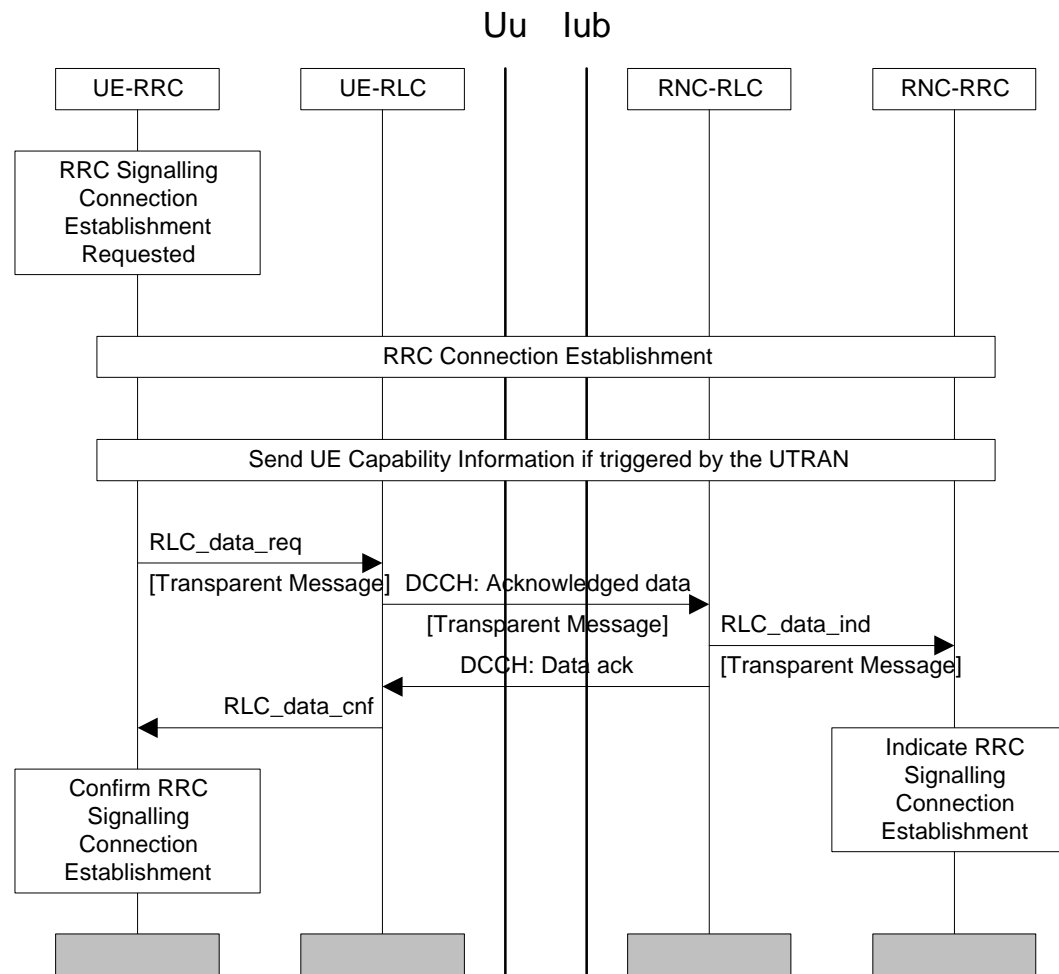 Uu Iub
UE-RRC UE-RLC RNC-RLC RNC-RRC
RRC Signalling
Connection
Establishment
Requested
RRC Connection Establishment
Send UE Capability Information if triggered by the UTRAN
RLC_data_req
[Transparent Message]
DCCH: Acknowledged data
[Transparent Message]
RLC_data_ind
[Transparent Message]
DCCH: Data ack
RLC_data_cnf
Indicate RRC
Signalling
Connection
Establishment
Confirm RRC
Signalling
Connection
Establishment